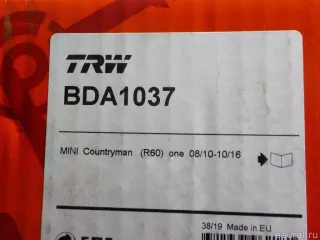 TRW
BDA1037
MINI Countryman (R60) one 08/10-10/16
38/19 Made in EU